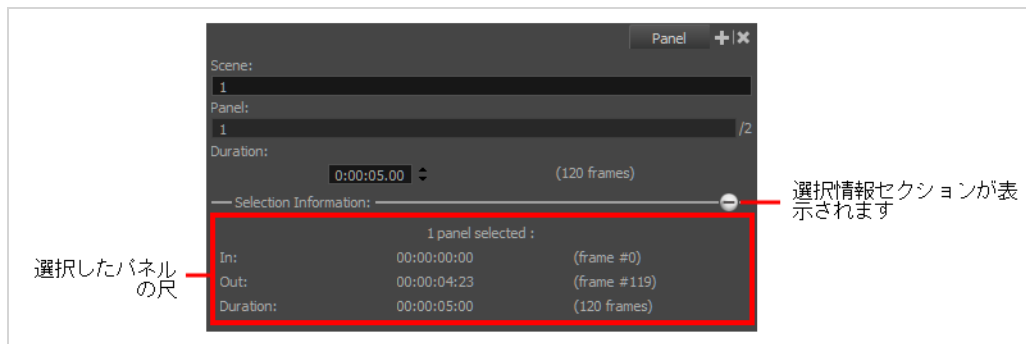 Panel
Scene:
1
Panel:
1 /2
Duration:
0:00:05.00 (120 frames)
Selection Information:
1 panel selected :
In: 00:00:00:00 (frame #0)
Out: 00:00:04:23 (frame #119)
Duration: 00:00:05:00 (120 frames)
選択情報セクションが表
示されます
選択したパネル
の尺